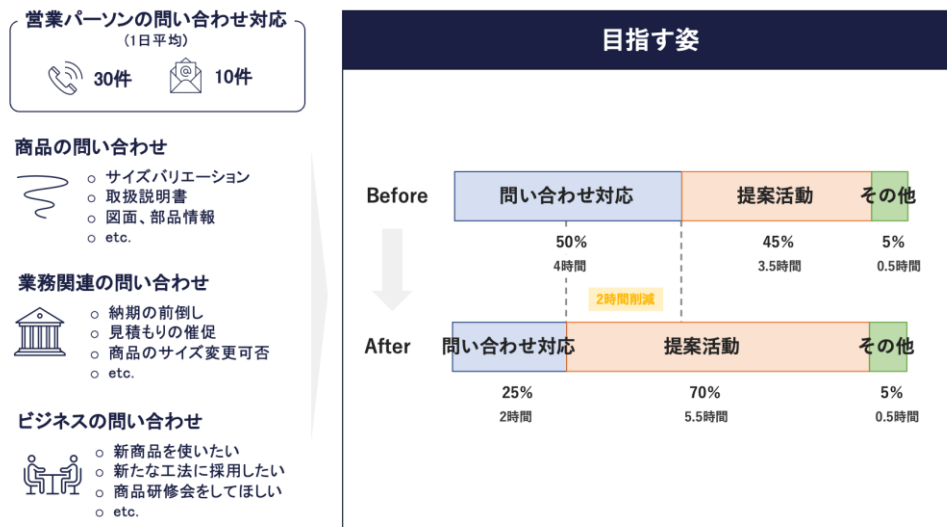 営業パーソンの問い合わせ対応
(1日平均)
30件
10件
商品の問い合わせ
サイズバリエーション
取扱説明書
図面、部品情報
etc.
業務関連の問い合わせ
納期の前倒し
見積もりの催促
商品のサイズ変更可否
etc.
ビジネスの問い合わせ
新商品を使いたい
新たな工法に採用したい
商品研修会をしてほしい
etc.
目指す姿
Before
問い合わせ対応
提案活動
その他
50%
45%
5%
4時間
3.5時間
0.5時間
2時間削減
After
問い合わせ対応
提案活動
その他
25%
70%
5%
2時間
5.5時間
0.5時間